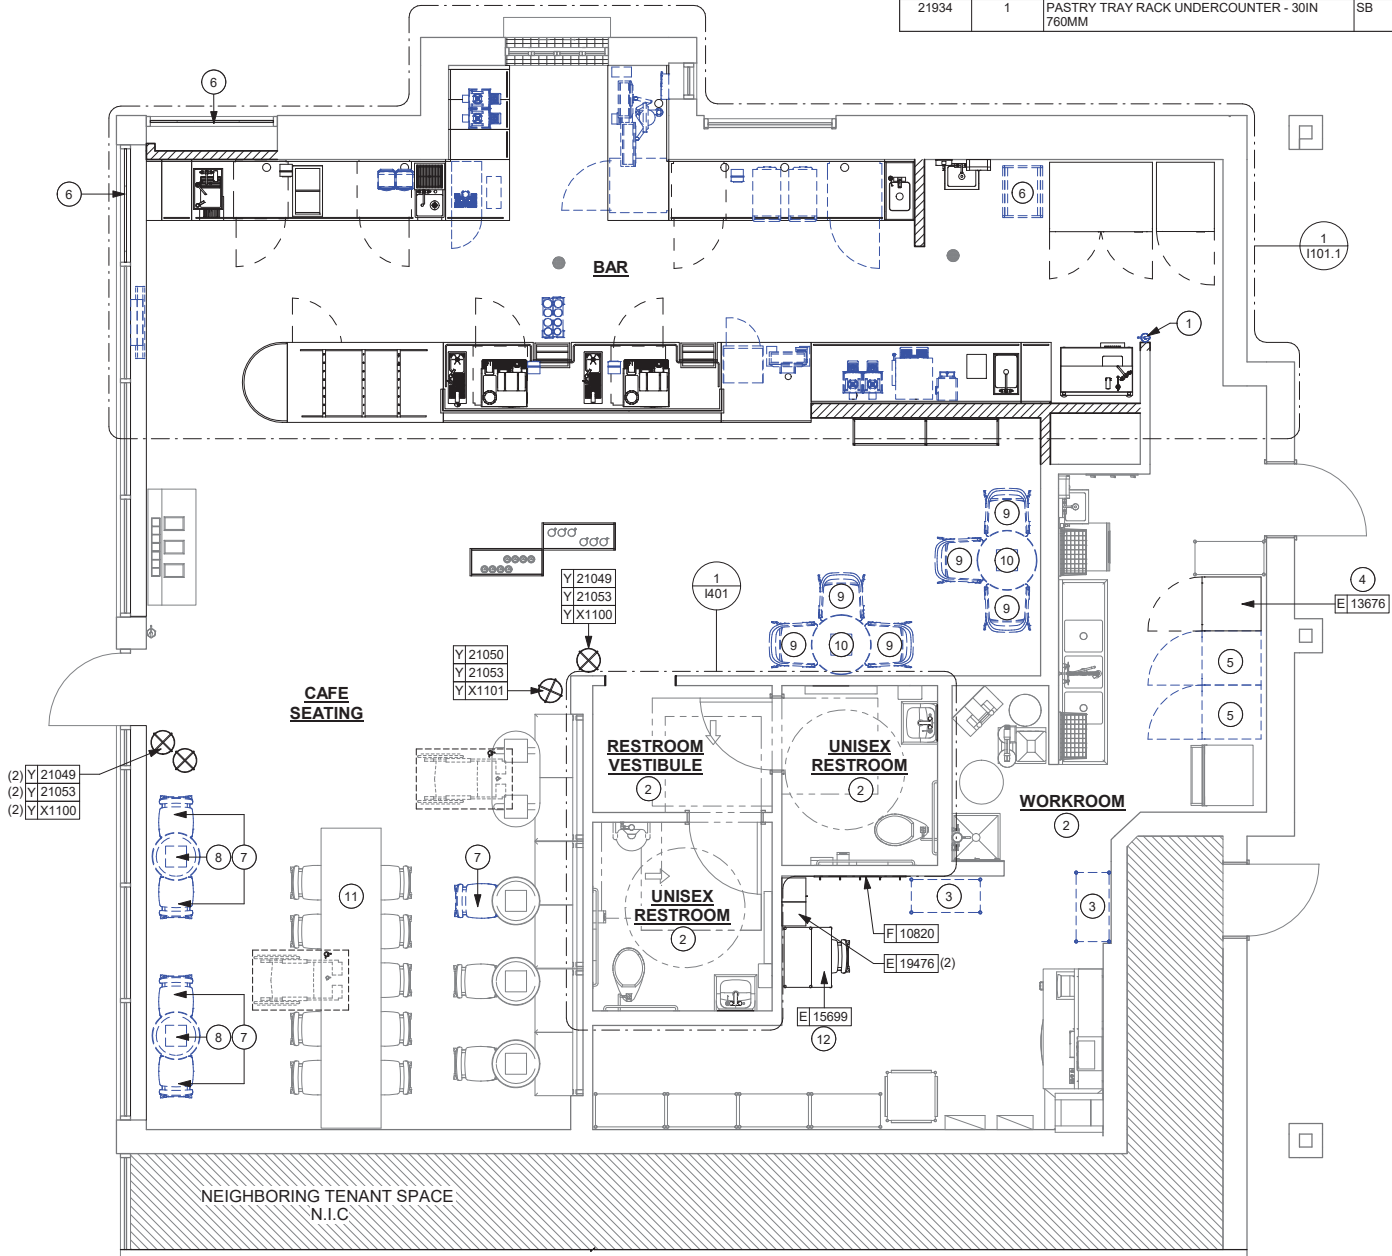 21934 1 PASTRY TRAY RACK UNDERCOUNTER - 30IN SB
760MM
6
6
6
1
I101.1
BAR
1
9
9
10
9
Y 21049
Y 21053
Y X1100
1
I401
4
E 13676
9
9
10
9
5
5
Y 21050
Y 21053
Y X1101
CAFE
SEATING
RESTROOM
VESTIBULE
2
UNISEX
RESTROOM
2
(2) Y 21049
(2) Y 21053
(2) Y X1100
WORKROOM
2
8 7
7
11
3
3
UNISEX
RESTROOM
2
F 10820
E 19476 (2)
E 15699
12
8 7
NEIGHBORING TENANT SPACE
N.I.C